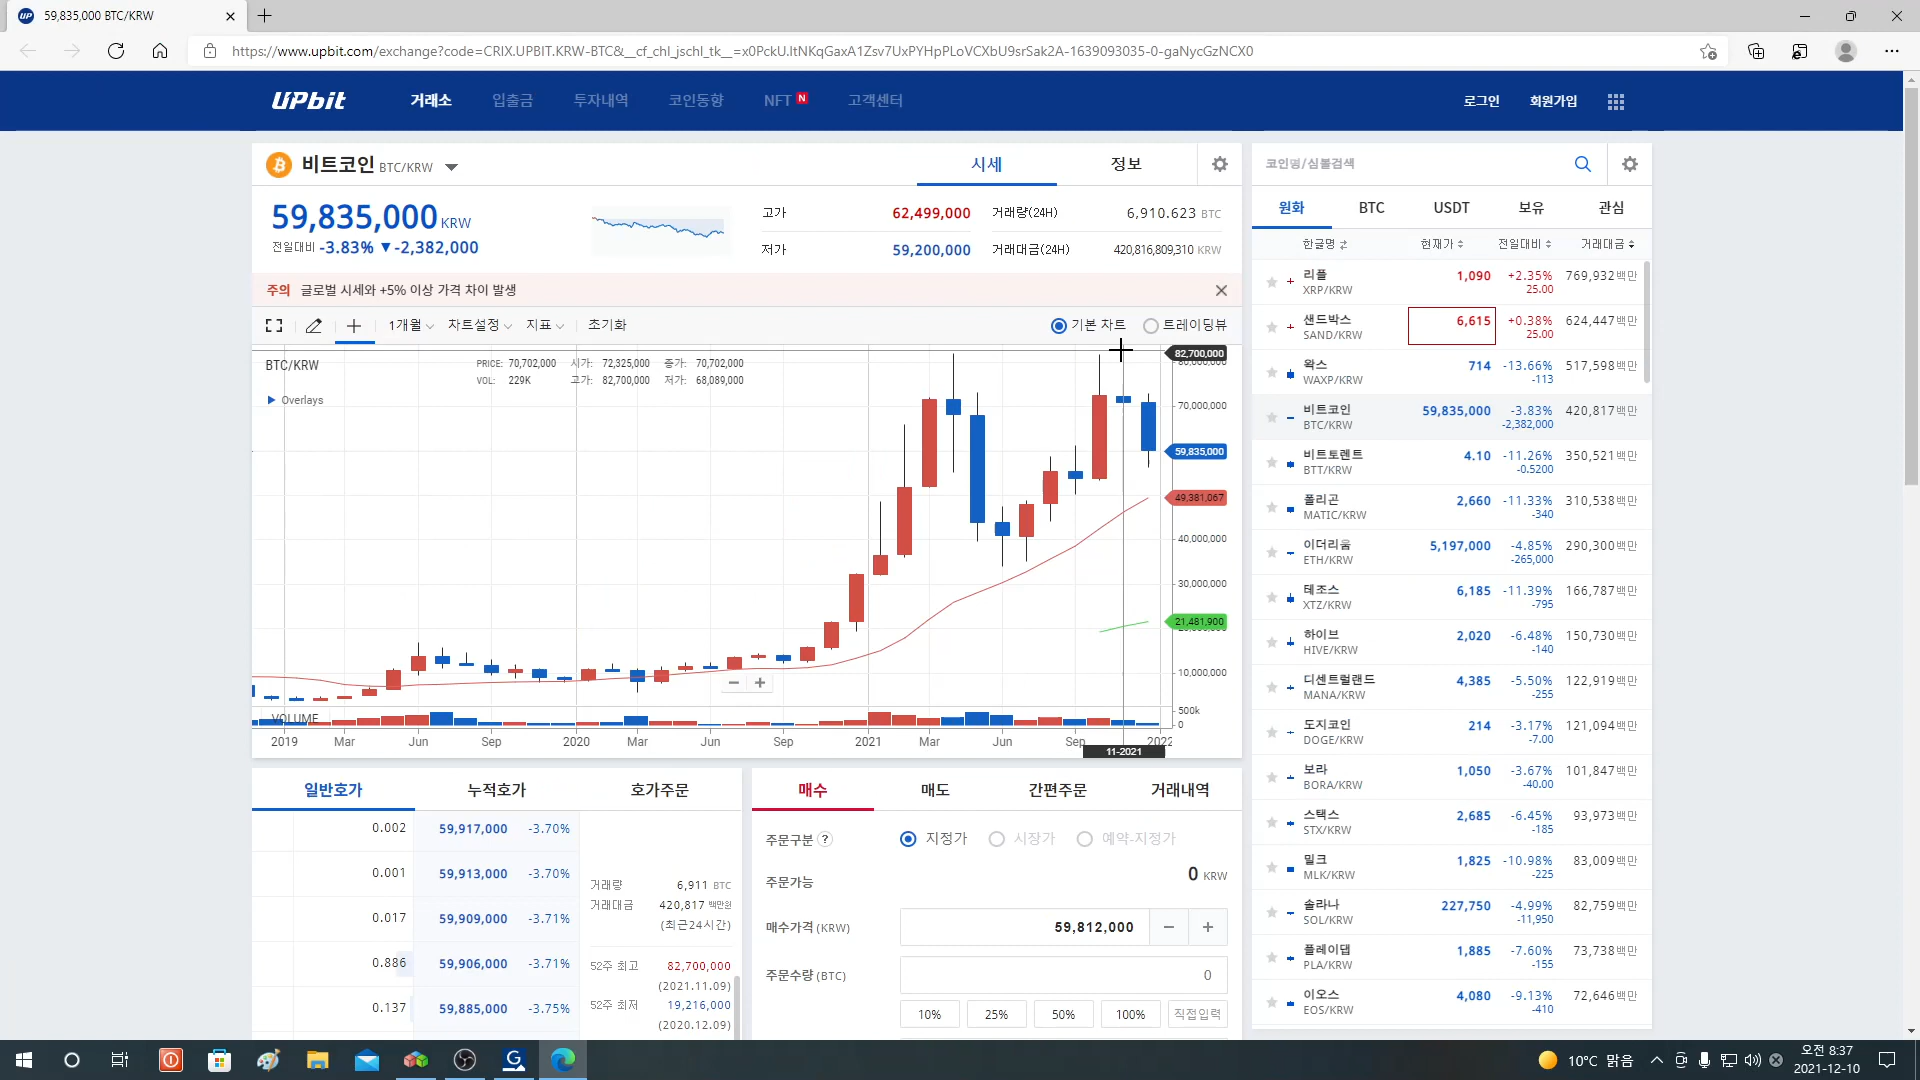 59,835,000 BTC/KRW
https://www.upbit.com/exchange?code=CRIX.UPBIT.KRW-BTC&__cf_chl_jschl_tk__=x0PckU.ItNKqGaxA1Zsv7UxPYHpPLoVCXbU9srSak2A-1639093035-0-gaNycGzNCX0
UPbit 거래소 입출금 투자내역 코인동향 NFT N 고객센터 로그인 회원가입
비트코인 BTC/KRW 시세 정보
59,835,000 KRW
전일대비 -3.83% ▼-2,382,000
고가 62,499,000 거래량(24H) 6,910.623 BTC
저가 59,200,000 거래대금(24H) 420,816,809,310 KRW
주의 글로벌 시세와 +5% 이상 가격 차이 발생
1개월 차트설정 지표 초기화 기본 차트 트레이딩뷰
BTC/KRW PRICE: 70,702,000 시가: 72,325,000 종가: 70,702,000
VOL: 229K 고가: 82,700,000 저가: 68,089,000
Overlays
82,700,000
70,000,000
59,835,000
49,381,067
40,000,000
30,000,000
21,481,900
10,000,000
VOLUME 500k
0
2019 Mar Jun Sep 2020 Mar Jun Sep 2021 Mar Jun Sep 2022
11-2021
일반호가 누적호가 호가주문
0.002 59,917,000 -3.70%
0.001 59,913,000 -3.70%
0.017 59,909,000 -3.71%
0.886 59,906,000 -3.71%
0.137 59,885,000 -3.75%
거래량 6,911 BTC
거래대금 420,817 백만원
(최근24시간)
52주 최고 82,700,000
(2021.11.09)
52주 최저 19,216,000
(2020.12.09)
매수 매도 간편주문 거래내역
주문구분 ? 지정가 시장가 예약-지정가
주문가능 0 KRW
매수가격 (KRW) 59,812,000 − +
주문수량 (BTC) 0
10% 25% 50% 100% 직접입력
코인명/심볼검색
원화 BTC USDT 보유 관심
한글명 현재가 전일대비 거래대금
리플 1,090 +2.35% 769,932백만
XRP/KRW 25.00
샌드박스 6,615 +0.38% 624,447백만
SAND/KRW 25.00
왁스 714 -13.66% 517,598백만
WAXP/KRW -113
비트코인 59,835,000 -3.83% 420,817백만
BTC/KRW -2,382,000
비트토렌트 4.10 -11.26% 350,521백만
BTT/KRW -0.5200
폴리곤 2,660 -11.33% 310,538백만
MATIC/KRW -340
이더리움 5,197,000 -4.85% 290,300백만
ETH/KRW -265,000
테조스 6,185 -11.39% 166,787백만
XTZ/KRW -795
하이브 2,020 -6.48% 150,730백만
HIVE/KRW -140
디센트럴랜드 4,385 -5.50% 122,919백만
MANA/KRW -255
도지코인 214 -3.17% 121,094백만
DOGE/KRW -7.00
보라 1,050 -3.67% 101,847백만
BORA/KRW -40.00
스택스 2,685 -6.45% 93,973백만
STX/KRW -185
밀크 1,825 -10.98% 83,009백만
MLK/KRW -225
솔라나 227,750 -4.99% 82,759백만
SOL/KRW -11,950
플레이댑 1,885 -7.60% 73,738백만
PLA/KRW -155
이오스 4,080 -9.13% 72,646백만
EOS/KRW -410
10°C 맑음 오전 8:37
2021-12-10